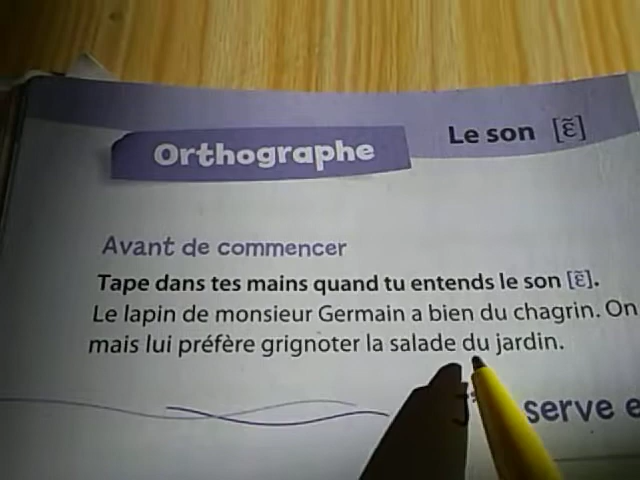 Orthographe
Le son [ɛ̃]
Avant de commencer
Tape dans tes mains quand tu entends le son [ɛ̃].
Le lapin de monsieur Germain a bien du chagrin. On
mais lui préfère grignoter la salade du jardin.
serve e